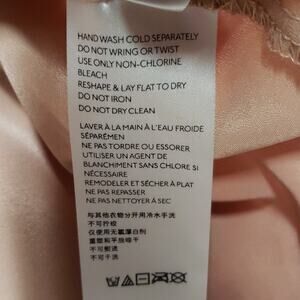 HAND WASH COLD SEPARATELY
DO NOT WRING OR TWIST
USE ONLY NON-CHLORINE
BLEACH
RESHAPE & LAY FLAT TO DRY
DO NOT IRON
DO NOT DRY CLEAN
LAVER À LA MAIN À L'EAU FROIDE
SÉPARÉMEN
NE PAS TORDRE OU ESSORER
UTILISER UN AGENT DE
BLANCHIMENT SANS CHLORE SI
NÉCESSAIRE
REMODELER ET SÉCHER À PLAT
NE PAS REPASSER
NE PAS NETTOYER À SEC
与其他衣物分开用冷水手洗
不可拧绞
仅使用无氯漂白剂
重塑和平放晾干
不可熨烫
不可干洗